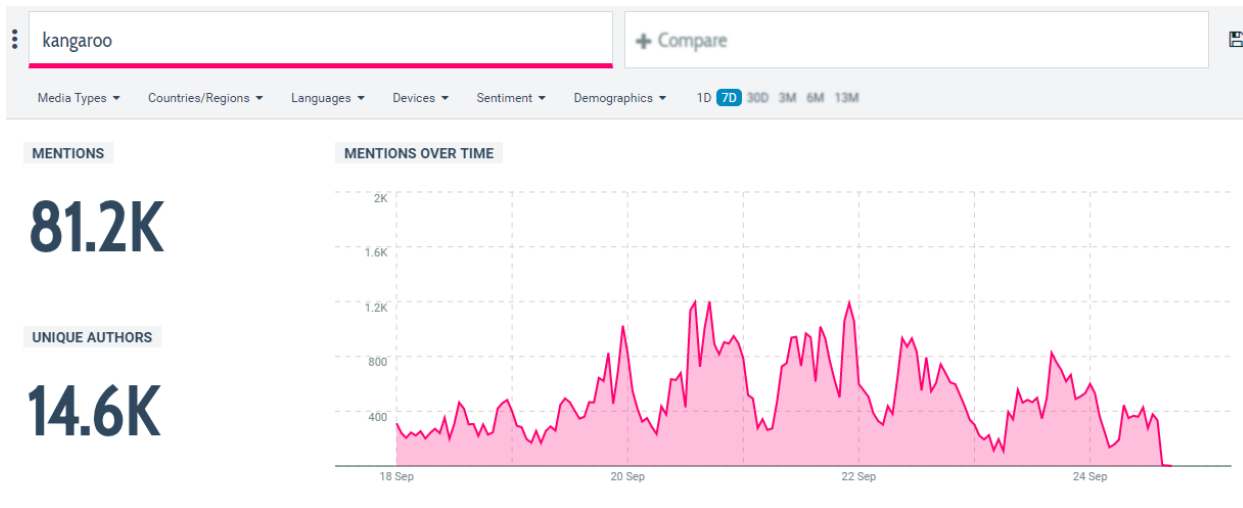 kangaroo
+ Compare
Media Types Countries/Regions Languages Devices Sentiment Demographics 1D 7D 30D 3M 6M 13M
MENTIONS
81.2K
UNIQUE AUTHORS
14.6K
MENTIONS OVER TIME
2K
1.6K
1.2K
800
400
18 Sep 20 Sep 22 Sep 24 Sep